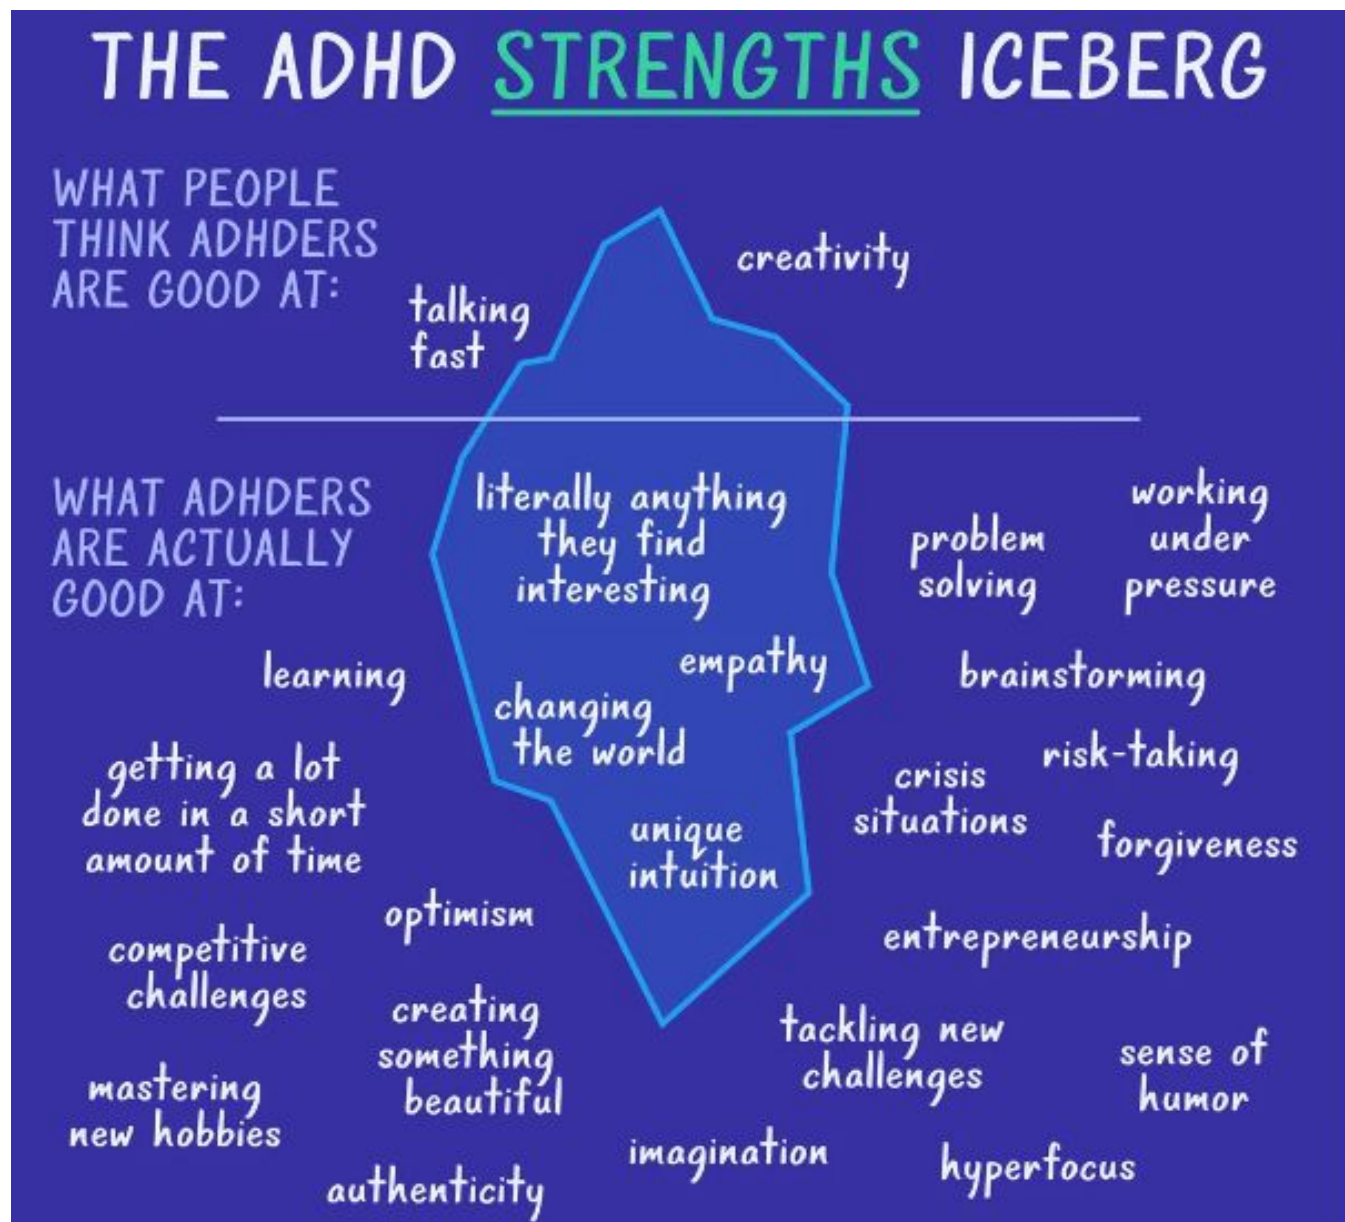 THE ADHD STRENGTHS ICEBERG
WHAT PEOPLE
THINK ADHDERS
ARE GOOD AT:
talking
fast
creativity
WHAT ADHDERS
ARE ACTUALLY
GOOD AT:
literally anything
they find
interesting
problem
solving
working
under
pressure
learning
empathy
brainstorming
changing
the world
getting a lot
done in a short
amount of time
crisis
situations
risk-taking
unique
intuition
forgiveness
optimism
competitive
challenges
entrepreneurship
creating
something
beautiful
tackling new
challenges
sense of
humor
mastering
new hobbies
imagination
hyperfocus
authenticity